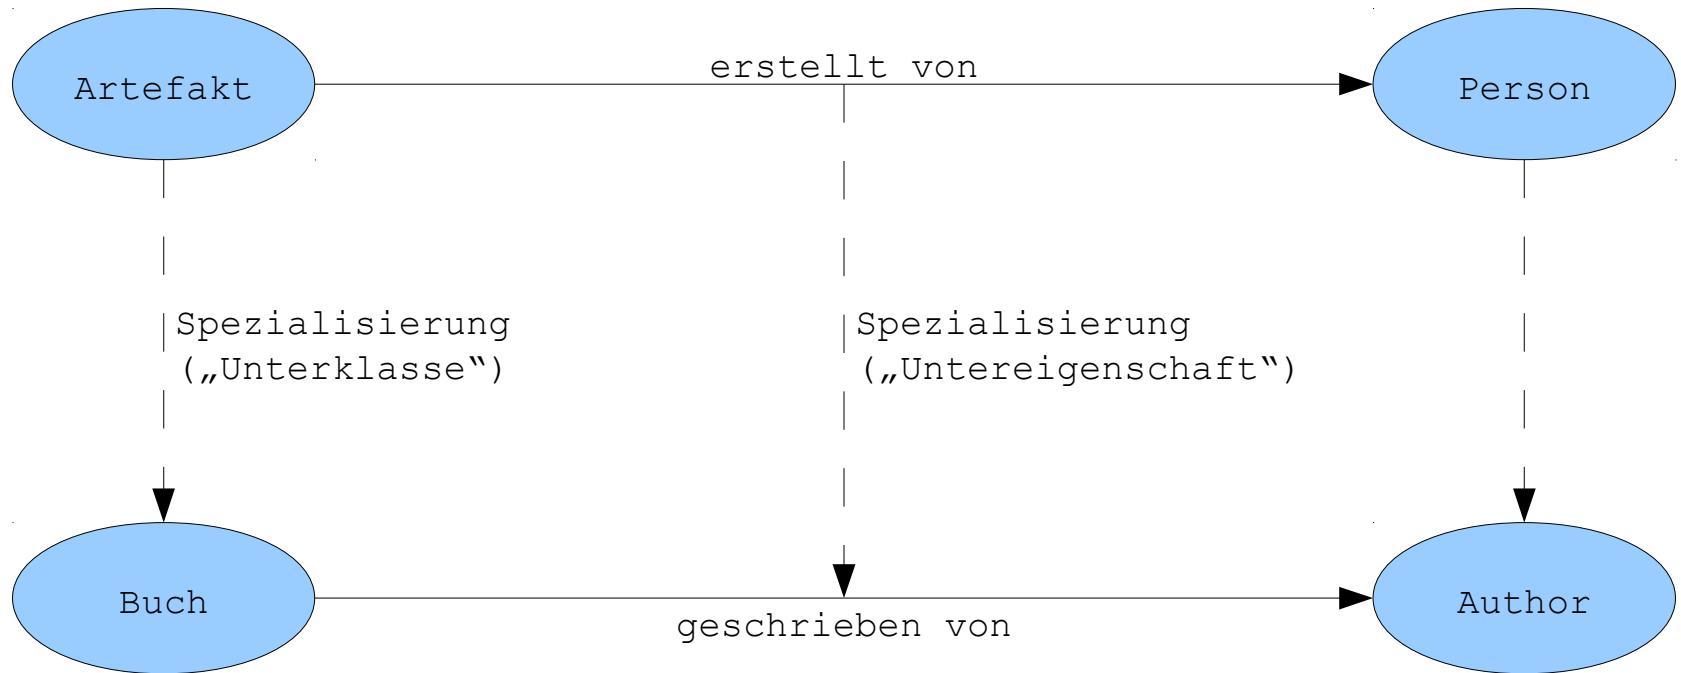 Artefakt
erstellt von
Person
Spezialisierung
(„Unterklasse“)
Spezialisierung
(„Untereigenschaft“)
Buch
geschrieben von
Author